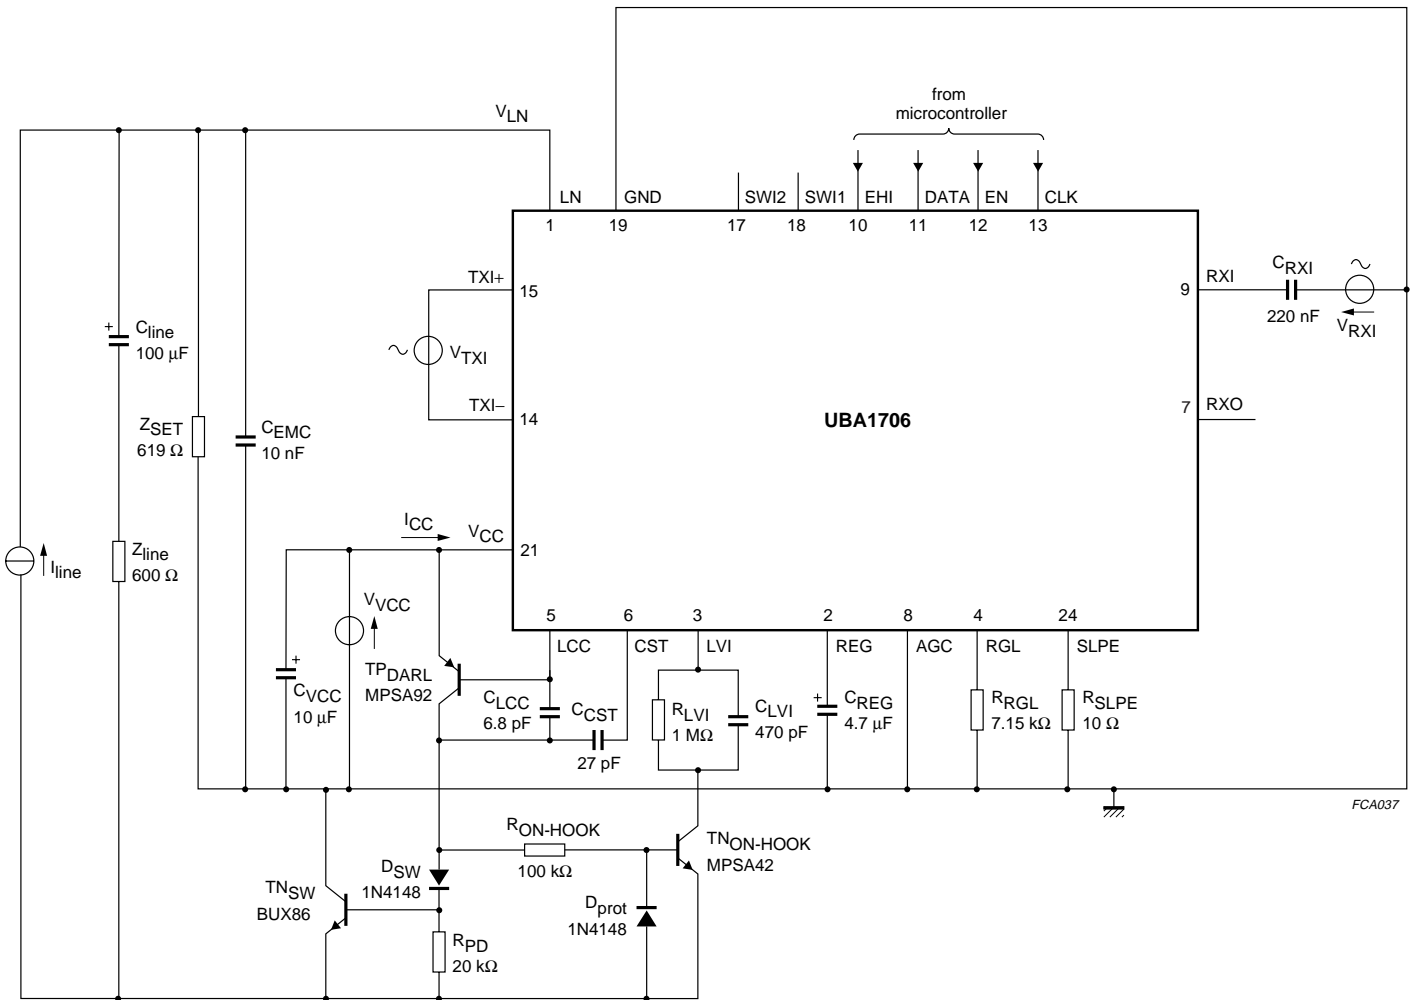 from
microcontroller
VLN
LN
GND
SWI2
SWI1
EHI
DATA
EN
CLK
1
19
17
18
10
11
12
13
TXI+
15
∼
VTXI
TXI−
14
UBA1706
9
RXI
CRXI
220 nF
∼
VRXI
7
RXO
+
Cline
100 µF
ZSET
619 Ω
CEMC
10 nF
Iline
Zline
600 Ω
ICC
VCC
21
VVCC
+
CVCC
10 µF
TPDARL
MPSA92
5
6
3
2
8
4
24
LCC
CST
LVI
REG
AGC
RGL
SLPE
CLCC
6.8 pF
CCST
27 pF
RLVI
1 MΩ
CLVI
470 pF
+
CREG
4.7 µF
RRGL
7.15 kΩ
RSLPE
10 Ω
FCA037
RON-HOOK
100 kΩ
TNON-HOOK
MPSA42
DSW
1N4148
TNSW
BUX86
Dprot
1N4148
RPD
20 kΩ